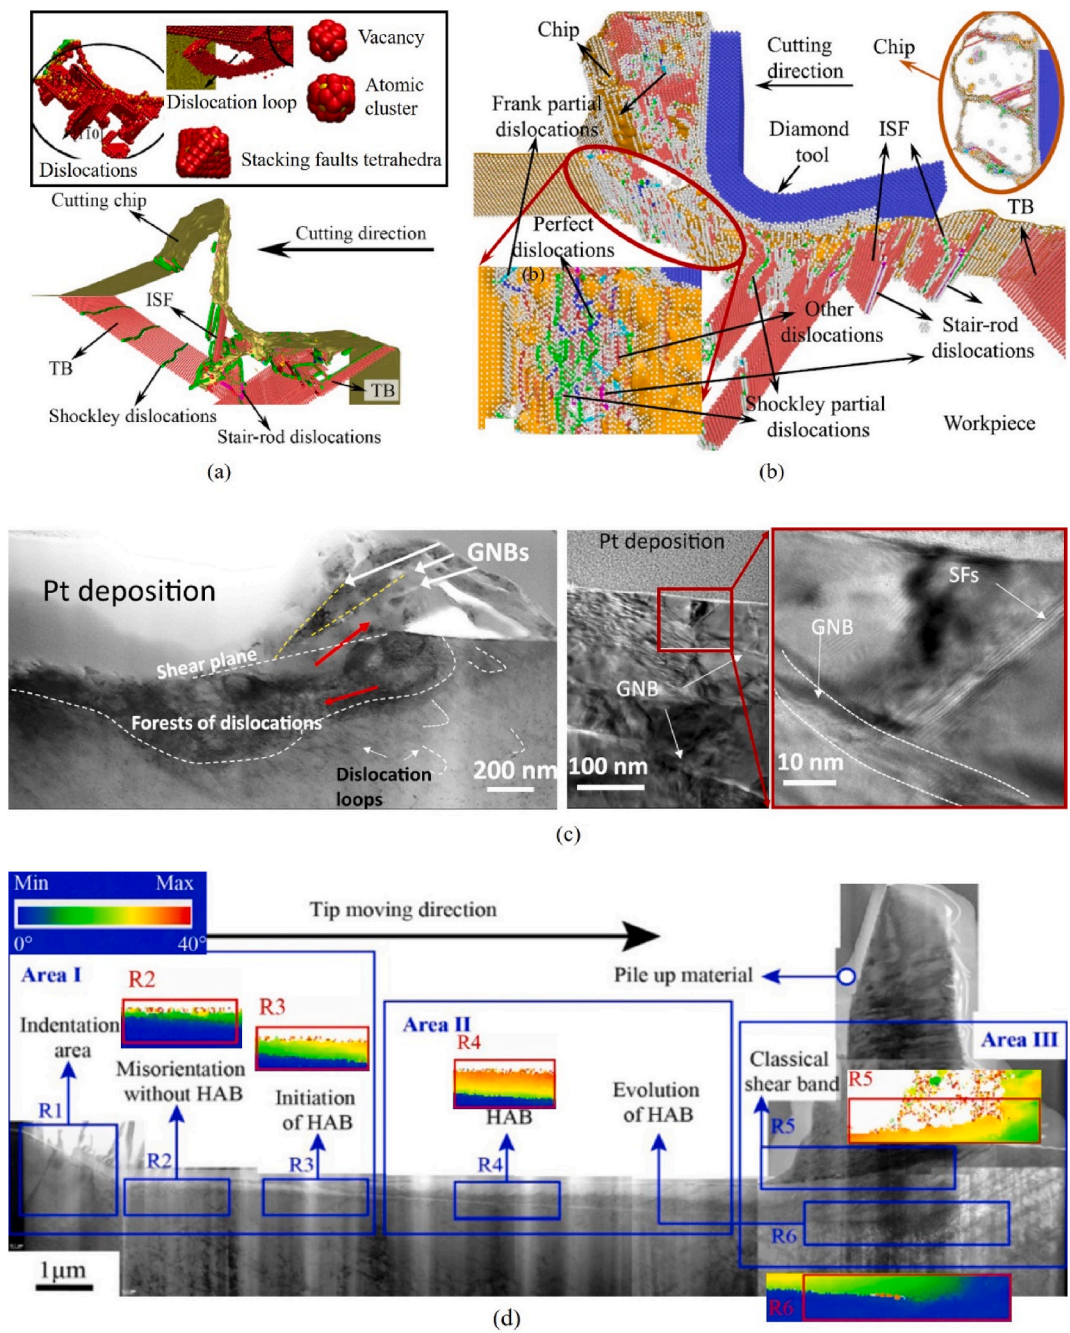 Vacancy
Dislocation loop
Atomic
cluster
110
Dislocations
Stacking faults tetrahedra
Cutting chip
Cutting direction
ISF
TB
TB
Shockley dislocations
Stair-rod dislocations
(a)
Chip
Cutting
direction
Chip
Frank partial
dislocations
Diamond
tool
ISF
TB
Perfect
dislocations
(b)
Other
dislocations
Stair-rod
dislocations
Shockley partial
dislocations
Workpiece
(b)
Pt deposition
GNBs
Shear plane
Forests of dislocations
Dislocation
loops
200 nm
Pt deposition
GNB
100 nm
SFs
GNB
10 nm
(c)
Min Max
0° 40°
Tip moving direction
Pile up material
Area I
R2
R3
Indentation
area
Misorientation
without HAB
Initiation
of HAB
R1
R2
R3
Area II
R4
HAB
R4
Evolution
of HAB
Area III
Classical
shear band
R5
R5
R6
R6
1μm
(d)